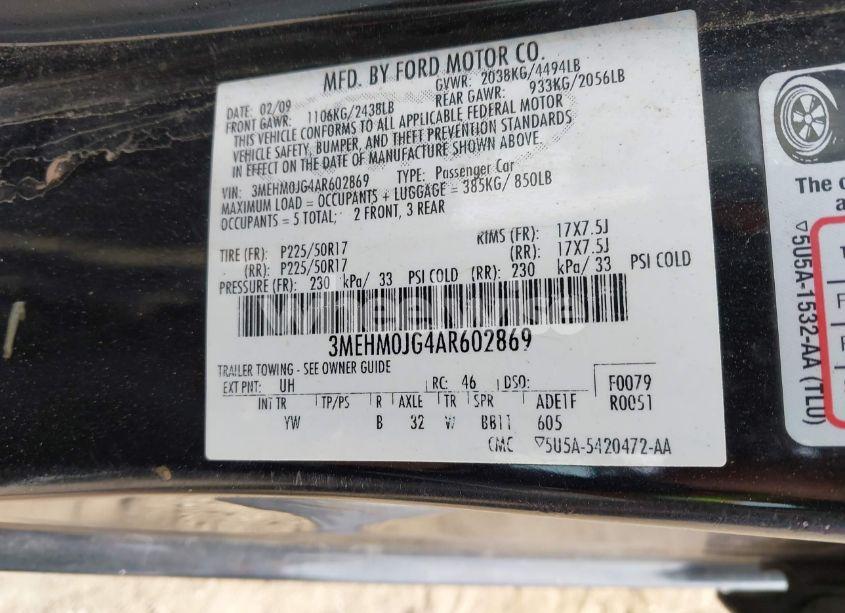 MFD. BY FORD MOTOR CO.
DATE: 02/09 GVWR: 2038KG/4494LB
FRONT GAWR: 1106KG/2438LB REAR GAWR: 933KG/2056LB
THIS VEHICLE CONFORMS TO ALL APPLICABLE FEDERAL MOTOR
VEHICLE SAFETY, BUMPER, AND THEFT PREVENTION STANDARDS
IN EFFECT ON THE DATE OF MANUFACTURE SHOWN ABOVE.
VIN: 3MEHM0JG4AR602869 TYPE: Passenger Car
MAXIMUM LOAD = OCCUPANTS + LUGGAGE = 385KG/ 850LB
OCCUPANTS = 5 TOTAL; 2 FRONT, 3 REAR
TIRE (FR): P225/50R17 RIMS (FR): 17X7.5J
(RR): P225/50R17 (RR): 17X7.5J
PRESSURE (FR): 230 kPa/ 33 PSI COLD (RR): 230 kPa/ 33 PSI COLD
3MEHM0JG4AR602869
TRAILER TOWING - SEE OWNER GUIDE
EXT PNT: UH RC: 46 DSO: F0079
INT TR TP/PS R AXLE TR SPR ADE1F R0051
YW B 32 W BB11 605
CMC ▽5U5A-5420472-AA
The c
a
▽5U5A-1532-AA (TLU)